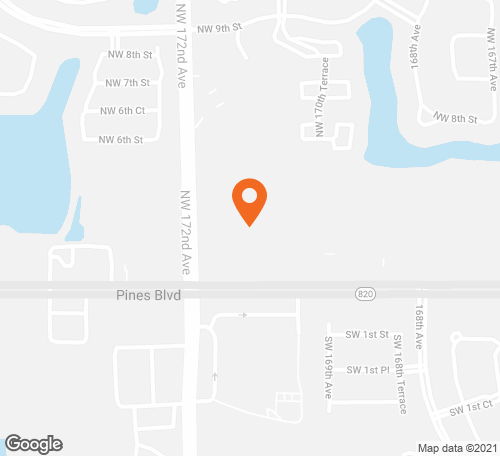 NW 9th St
NW 172nd Ave
168th Ave
NW 167th Ave
NW 8th St
NW 7th St
NW 170th Terrace
NW 6th Ct
NW 8th St
NW 6th St
NW 172nd Ave
Pines Blvd
820
168th Ave
SW 1st St
SW 169th Ave
SW 168th Terrace
SW 1st Pl
SW 1st Ct
Google
Map data ©2021